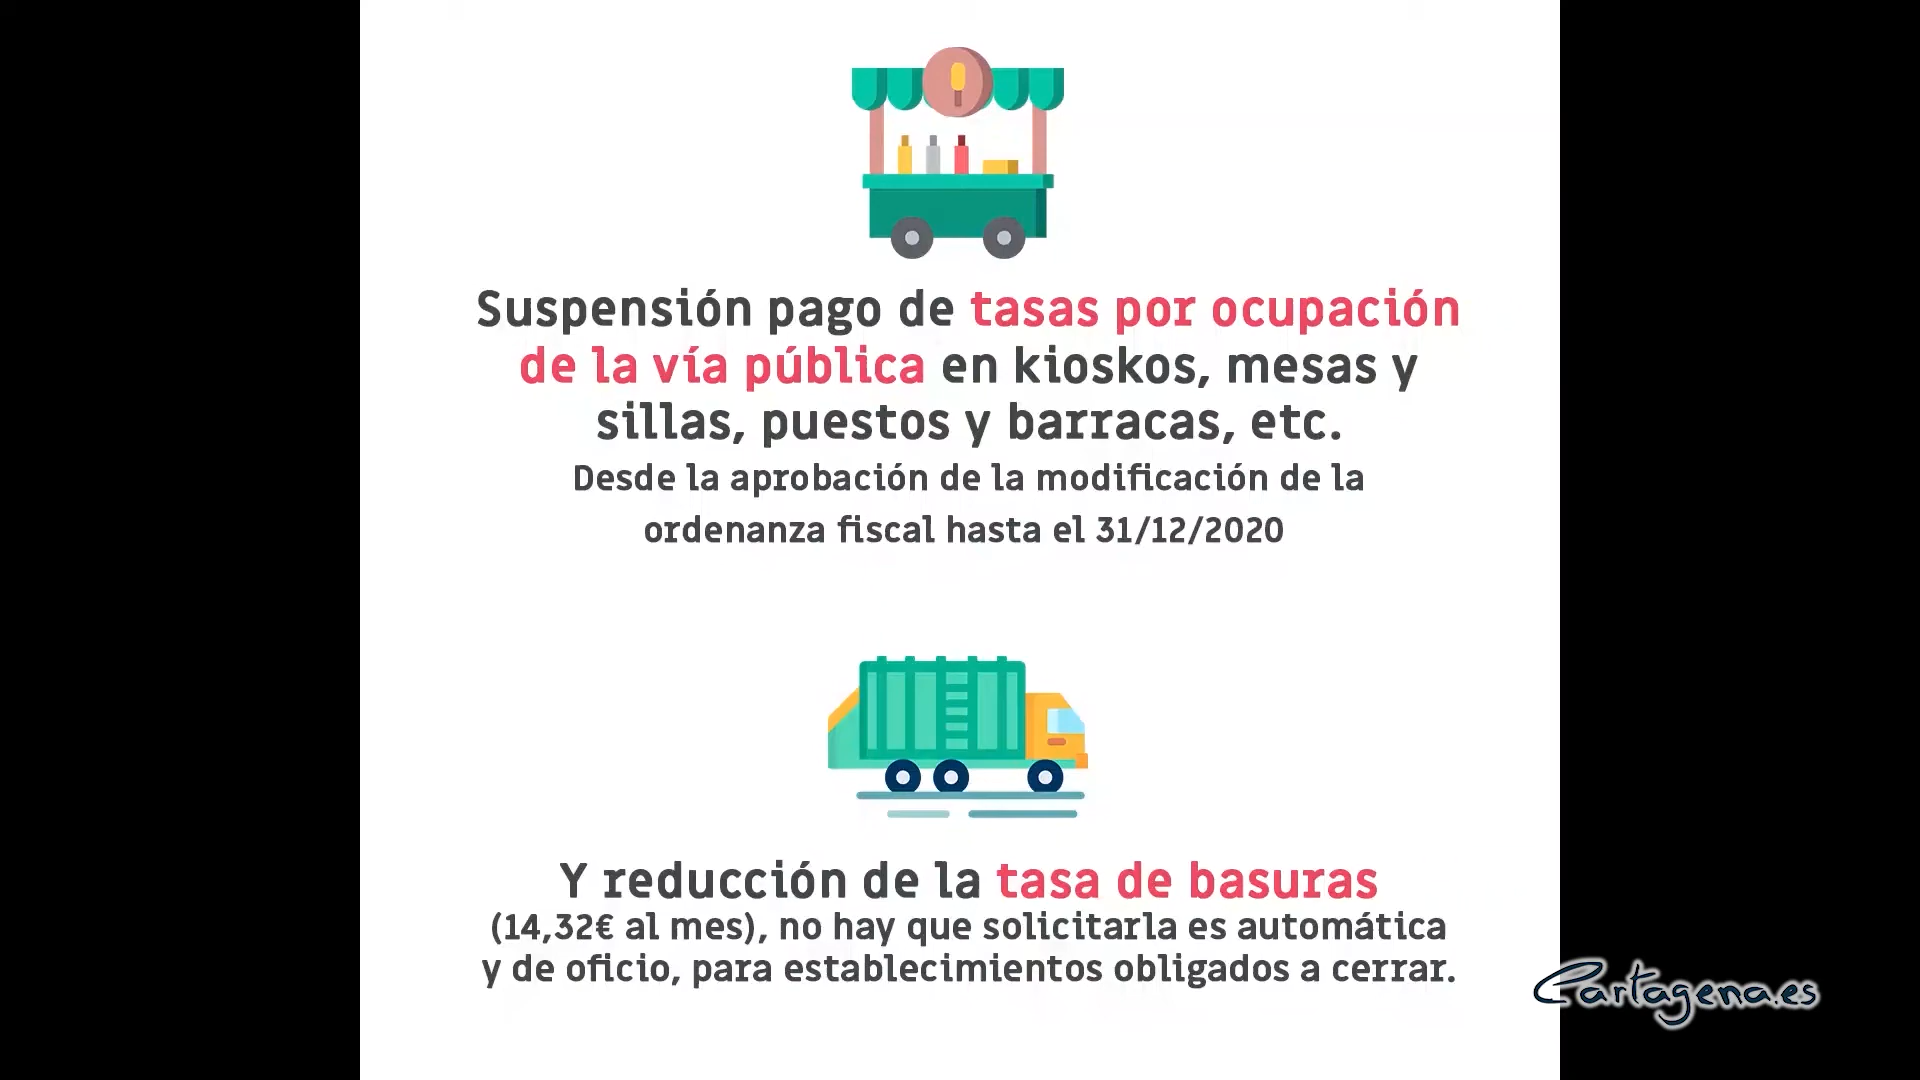 Suspensión pago de tasas por ocupación
de la vía pública en kioskos, mesas y
sillas, puestos y barracas, etc.
Desde la aprobación de la modificación de la
ordenanza fiscal hasta el 31/12/2020
Y reducción de la tasa de basuras
(14,32€ al mes), no hay que solicitarla es automática
y de oficio, para establecimientos obligados a cerrar.
Cartagena.es